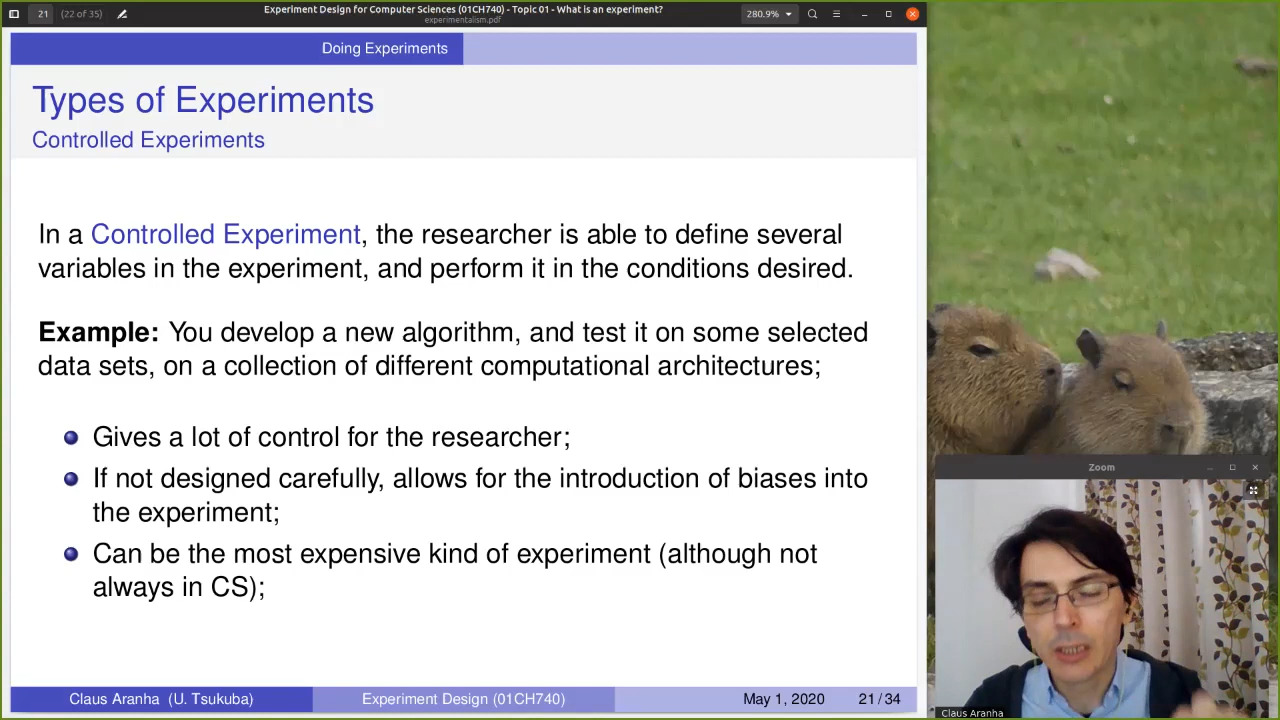 21 (22 of 35) Experiment Design for Computer Sciences (01CH740) - Topic 01 - What is an experiment? 280.9%
experimentalism.pdf
Doing Experiments
Types of Experiments
Controlled Experiments
In a Controlled Experiment, the researcher is able to define several
variables in the experiment, and perform it in the conditions desired.
Example: You develop a new algorithm, and test it on some selected
data sets, on a collection of different computational architectures;
Gives a lot of control for the researcher;
If not designed carefully, allows for the introduction of biases into
the experiment;
Can be the most expensive kind of experiment (although not
always in CS);
Claus Aranha (U. Tsukuba) Experiment Design (01CH740) May 1, 2020 21 / 34
Zoom
Claus Aranha